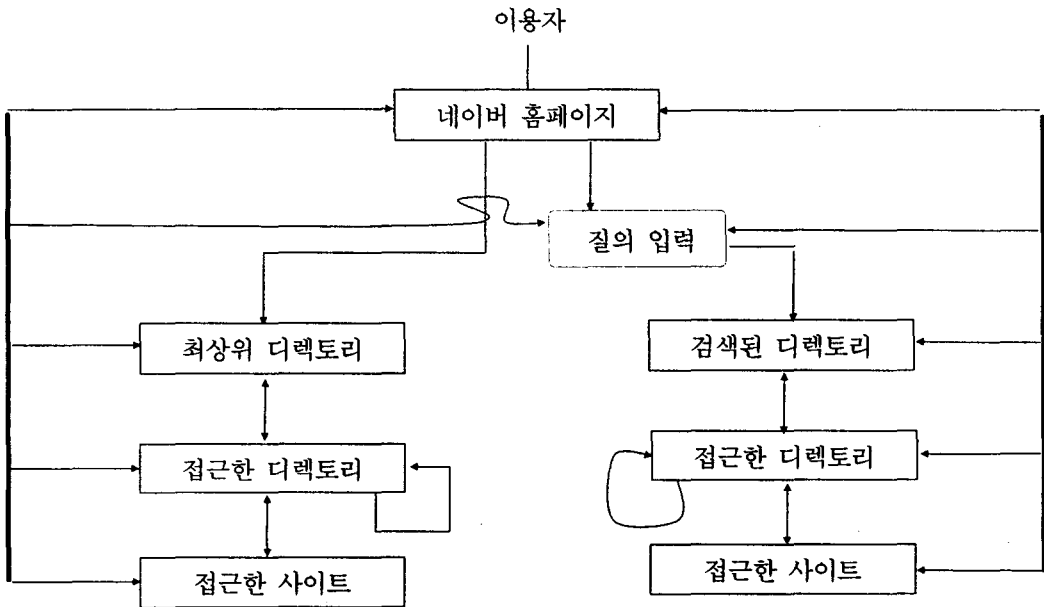 이용자
네이버 홈페이지
질의 입력
최상위 디렉토리
검색된 디렉토리
접근한 디렉토리
접근한 디렉토리
접근한 사이트
접근한 사이트